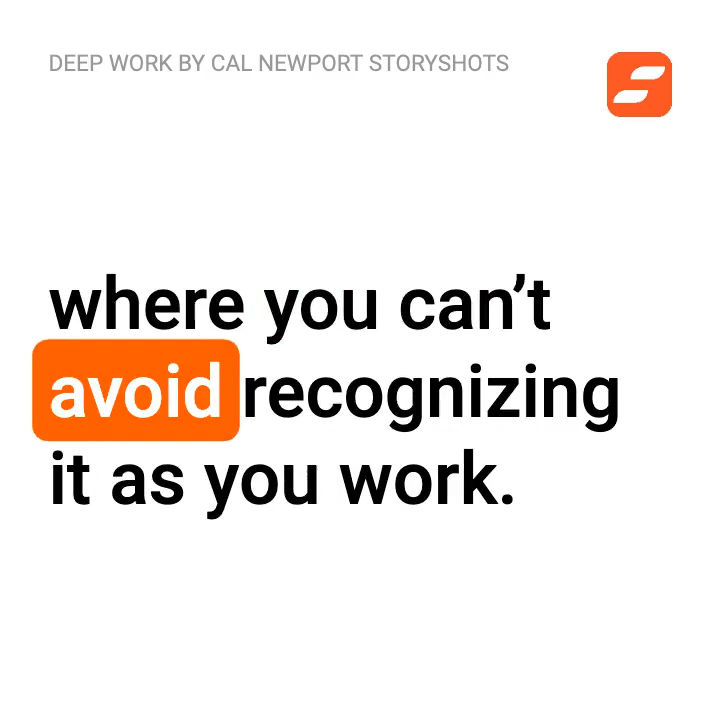 DEEP WORK BY CAL NEWPORT STORYSHOTS
where you can’t
avoid recognizing
it as you work.